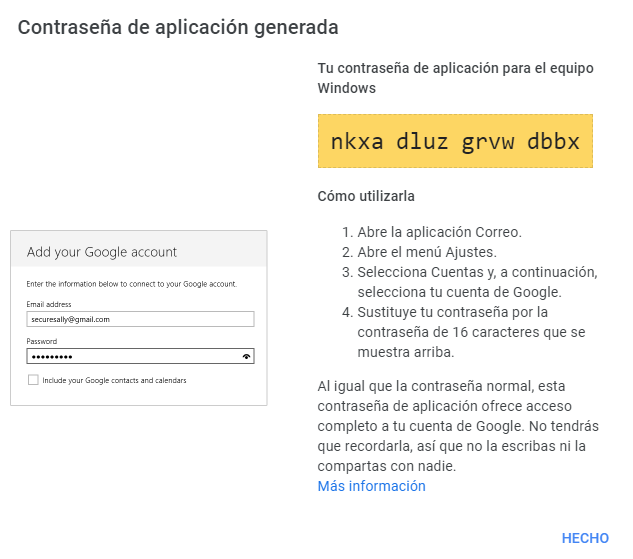 Contraseña de aplicación generada
Tu contraseña de aplicación para el equipo
Windows
nkxa dluz grvw dbbx
Cómo utilizarla
1. Abre la aplicación Correo.
2. Abre el menú Ajustes.
3. Selecciona Cuentas y, a continuación,
selecciona tu cuenta de Google.
4. Sustituye tu contraseña por la
contraseña de 16 caracteres que se
muestra arriba.
Al igual que la contraseña normal, esta
contraseña de aplicación ofrece acceso
completo a tu cuenta de Google. No tendrás
que recordarla, así que no la escribas ni la
compartas con nadie.
Más información
Add your Google account
Enter the information below to connect to your Google account.
Email address
securesally@gmail.com
Password
•••••••••
Include your Google contacts and calendars
HECHO